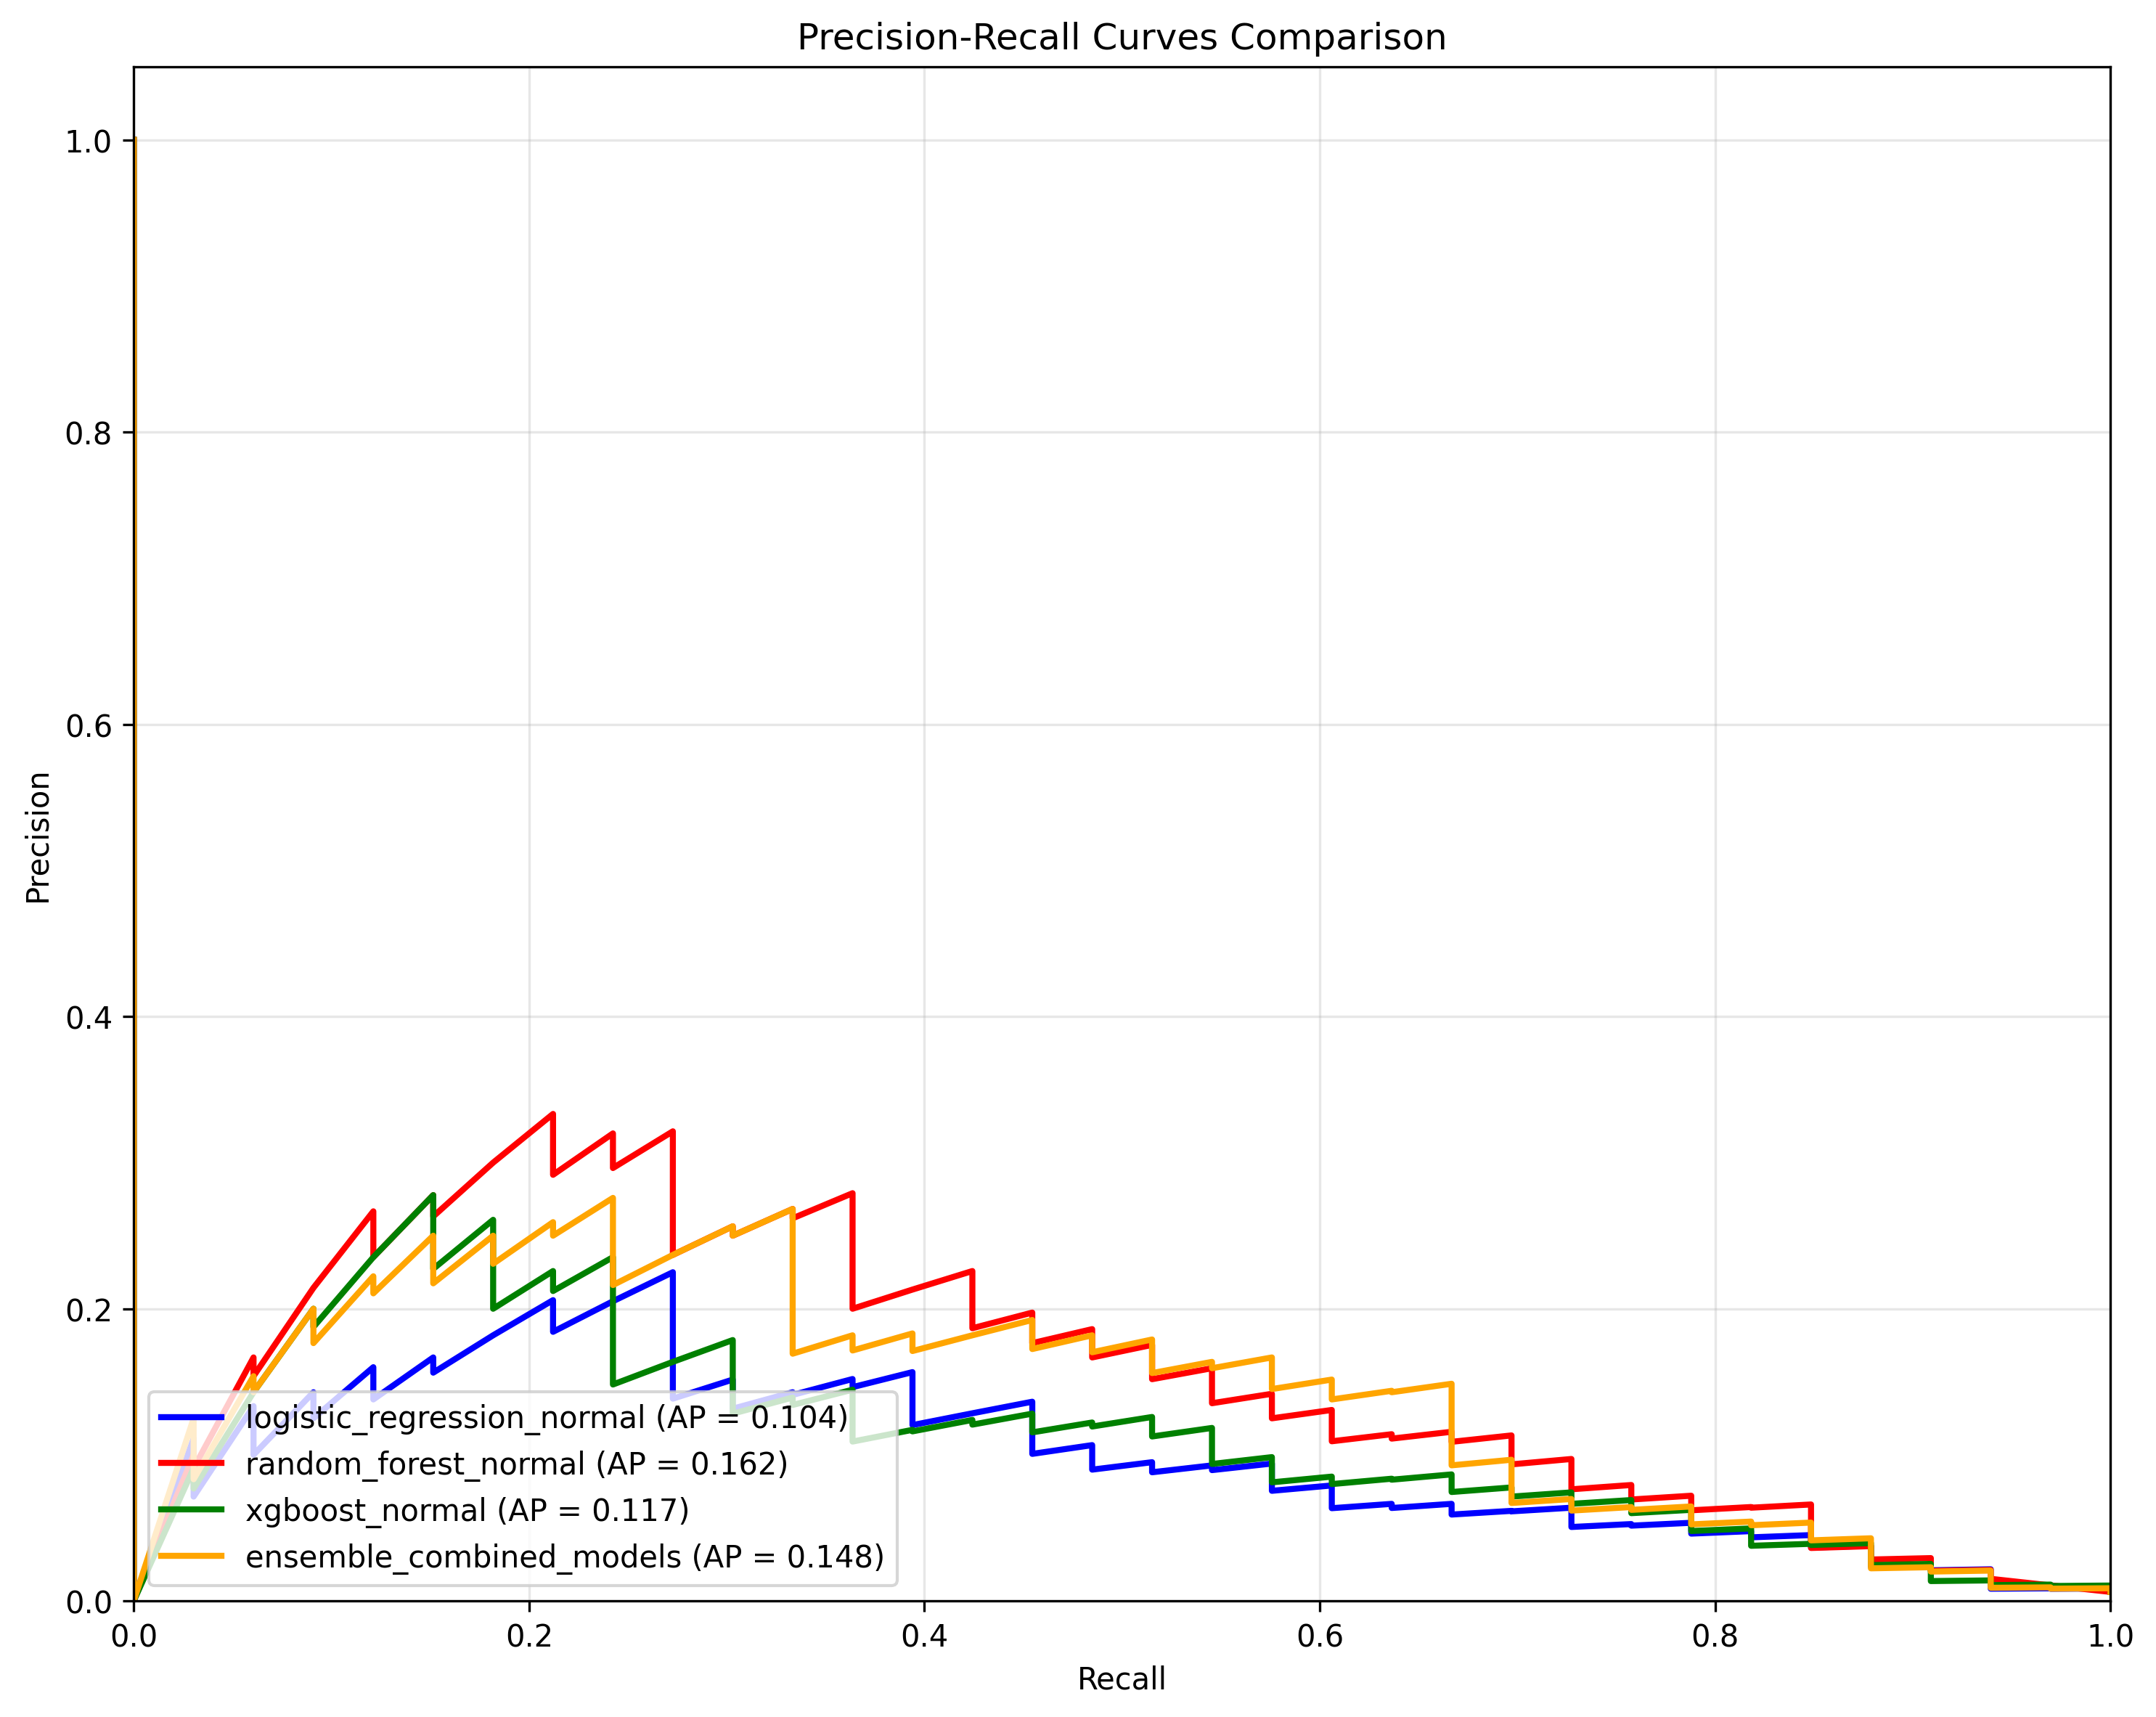 Precision-Recall Curves Comparison
1.0
0.8
0.6
0.4
0.2
0.0
Precision
logistic_regression_normal (AP = 0.104)
random_forest_normal (AP = 0.162)
xgboost_normal (AP = 0.117)
ensemble_combined_models (AP = 0.148)
0.0 0.2 0.4 0.6 0.8 1.0
Recall